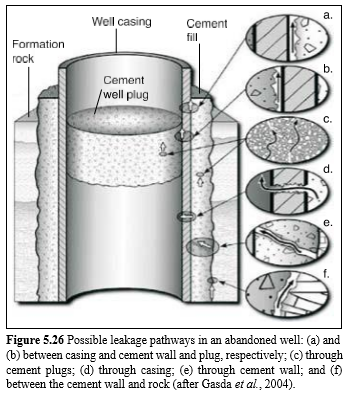 Well casing
Cement
fill
Formation
rock
Cement
well plug
a.
b.
c.
d.
e.
f.
Figure 5.26 Possible leakage pathways in an abandoned well: (a) and
(b) between casing and cement wall and plug, respectively; (c) through
cement plugs; (d) through casing; (e) through cement wall; and (f)
between the cement wall and rock (after Gasda et al., 2004).